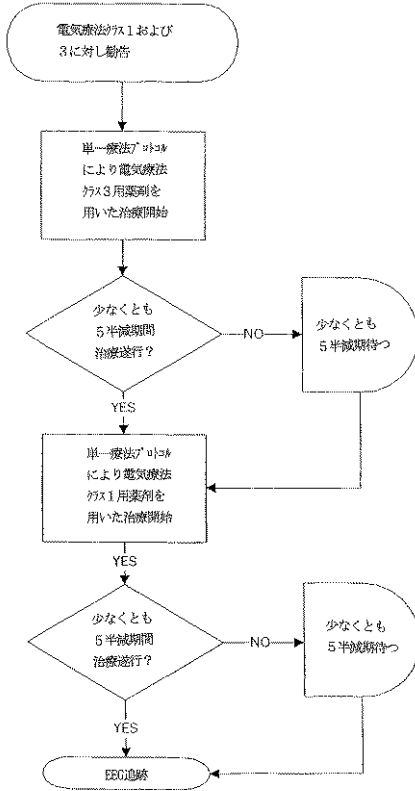 電気療法ｸﾗｽ１および
３に対し勧告
単一療法ﾌﾟﾛﾄｺﾙ
により電気療法
ｸﾗｽ３用薬剤を
用いた治療開始
少なくとも
５半減期間
治療遂行？
NO
少なくとも
５半減期待つ
YES
単一療法ﾌﾟﾛﾄｺﾙ
により電気療法
ｸﾗｽ１用薬剤を
用いた治療開始
YES
少なくとも
５半減期間
治療遂行？
NO
少なくとも
５半減期待つ
YES
EEG追跡